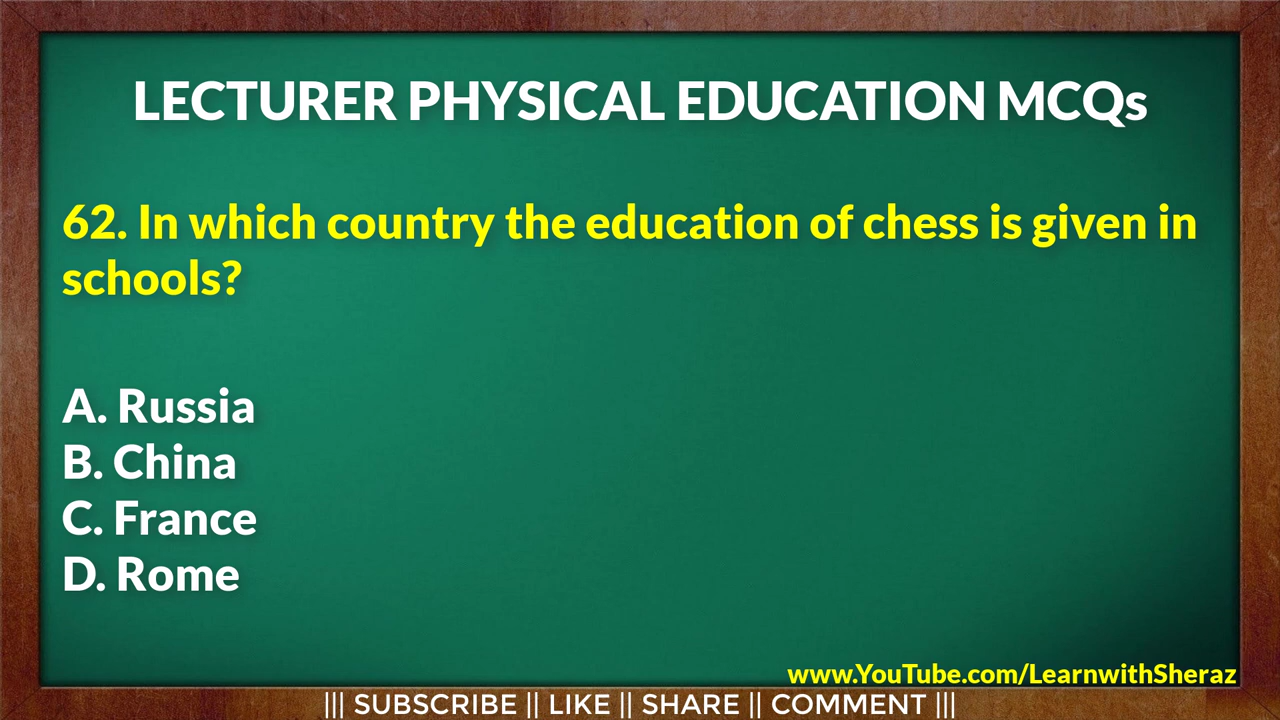 LECTURER PHYSICAL EDUCATION MCQs
62. In which country the education of chess is given in
schools?
A. Russia
B. China
C. France
D. Rome
www.YouTube.com/LearnwithSheraz
||| SUBSCRIBE || LIKE || SHARE || COMMENT |||